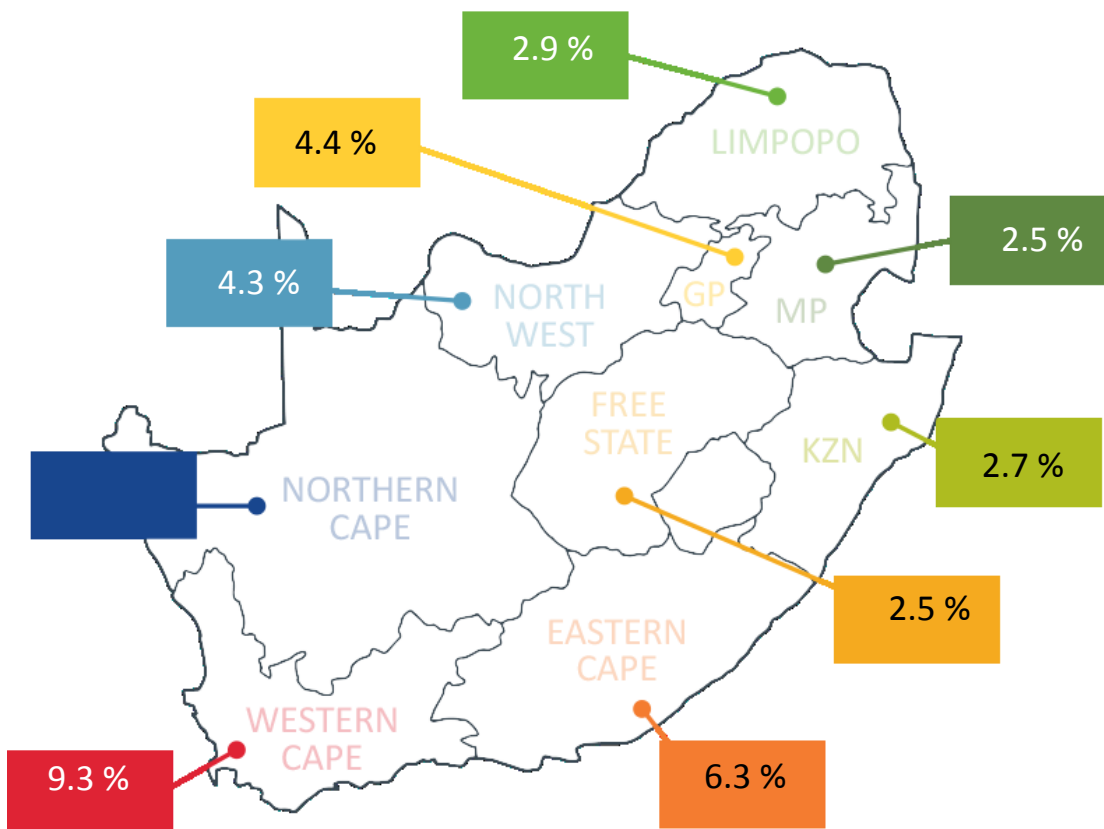 2.9 %
4.4 %
LIMPOPO
2.5 %
4.3 %
NORTH
WEST
GP
MP
FREE
STATE
KZN
2.7 %
NORTHERN
CAPE
2.5 %
EASTERN
CAPE
WESTERN
CAPE
9.3 %
6.3 %